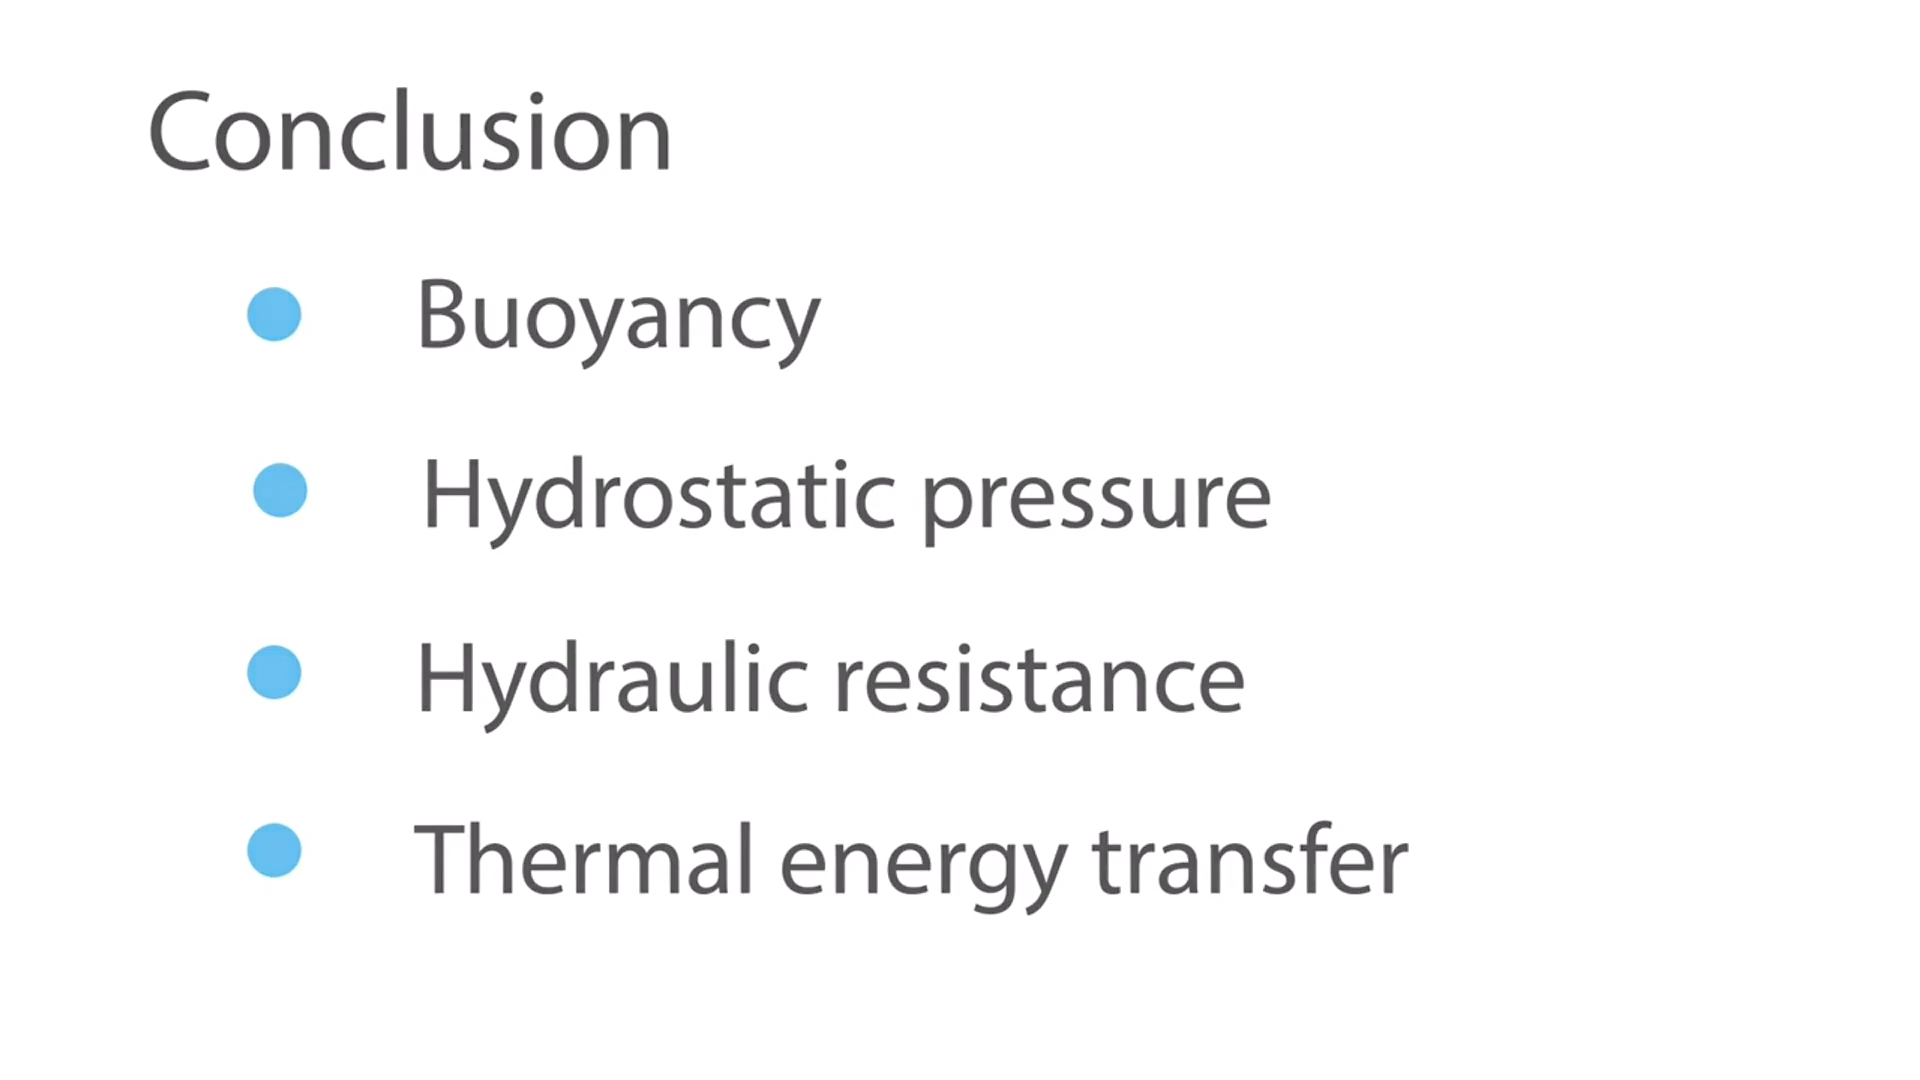 Conclusion
Buoyancy
Hydrostatic pressure
Hydraulic resistance
Thermal energy transfer